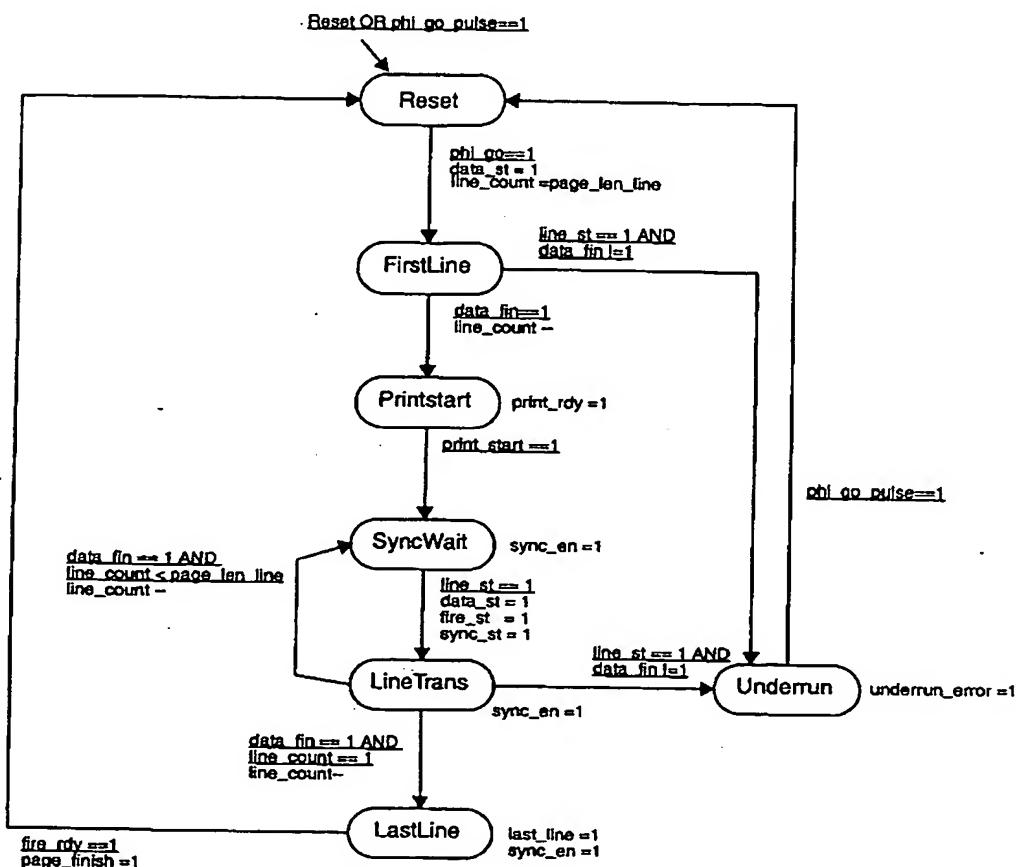 Reset OR phi_go_pulse==1
Reset
phi_go==1
data_st = 1
line_count =page_len_line
line_st == 1 AND
data_fin !=1
FirstLine
data_fin==1
line_count --
Printstart
print_rdy =1
print_start ==1
phi_go_pulse==1
SyncWait
sync_en =1
data_fin == 1 AND
line_count < page_len_line
line_count --
line_st == 1
data_st = 1
fire_st = 1
sync_st = 1
line_st == 1 AND
data_fin !=1
LineTrans
sync_en =1
Underrun
underrun_error =1
data_fin == 1 AND
line_count == 1
line_count--
LastLine
last_line =1
sync_en =1
fire_rdy ==1
page_finish =1